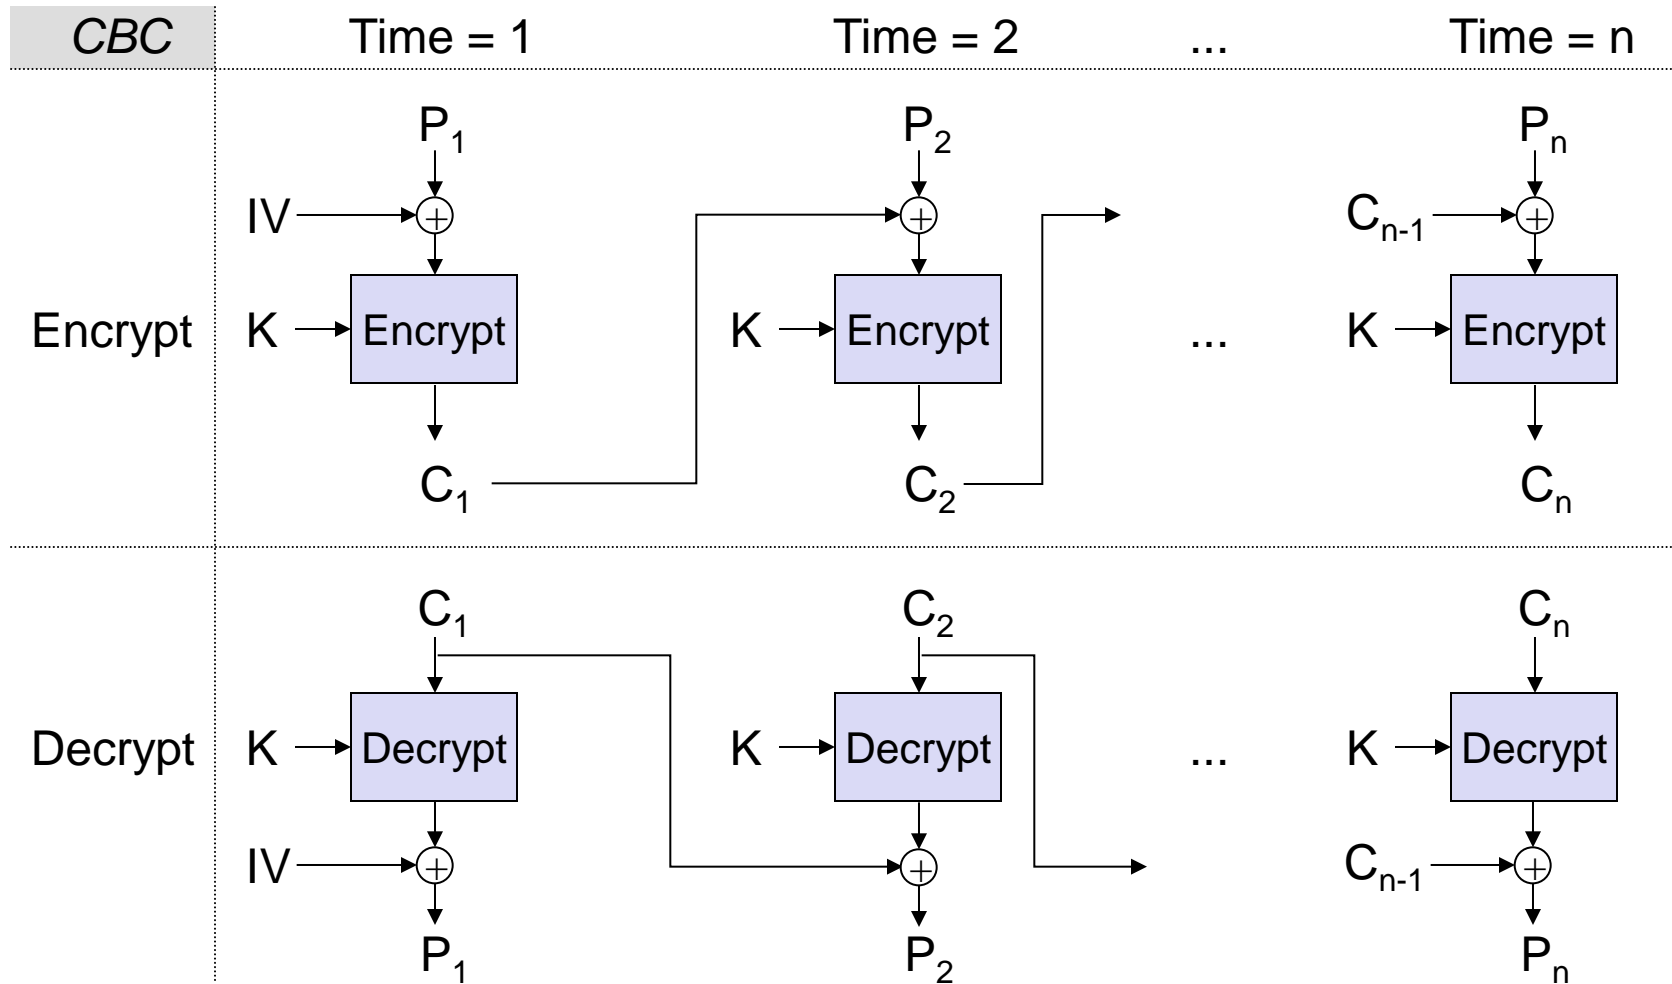 CBC Time = 1 Time = 2 ... Time = n
P1 P2 Pn
IV + + Cn-1 +
Encrypt K Encrypt K Encrypt ... K Encrypt
C1 C2 Cn
C1 C2 Cn
Decrypt K Decrypt K Decrypt ... K Decrypt
IV + + Cn-1 +
P1 P2 Pn